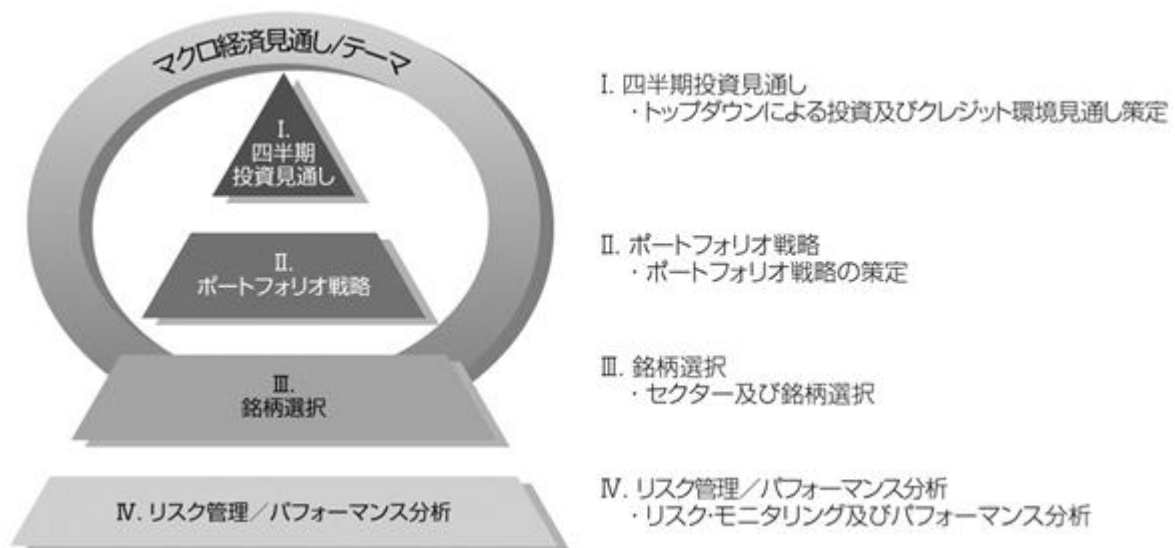 マクロ経済見通し/テーマ
I.
四半期
投資見通し
II.
ポートフォリオ戦略
III.
銘柄選択
IV. リスク管理／パフォーマンス分析
I. 四半期投資見通し
・トップダウンによる投資及びクレジット環境見通し策定
II. ポートフォリオ戦略
・ポートフォリオ戦略の策定
III. 銘柄選択
・セクター及び銘柄選択
IV. リスク管理／パフォーマンス分析
・リスク・モニタリング及びパフォーマンス分析